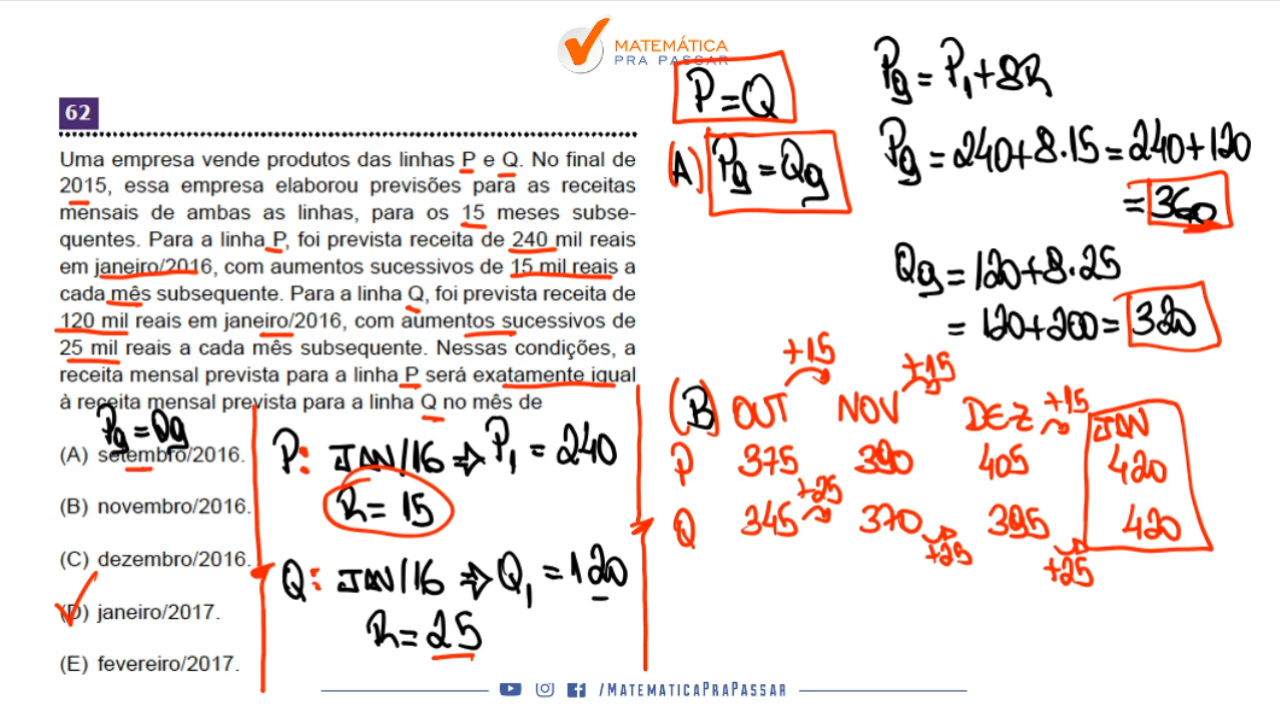 MATEMÁTICA
PRA PASSAR
62
Uma empresa vende produtos das linhas P e Q. No final de
2015, essa empresa elaborou previsões para as receitas
mensais de ambas as linhas, para os 15 meses subse-
quentes. Para a linha P, foi prevista receita de 240 mil reais
em janeiro/2016, com aumentos sucessivos de 15 mil reais a
cada mês subsequente. Para a linha Q, foi prevista receita de
120 mil reais em janeiro/2016, com aumentos sucessivos de
25 mil reais a cada mês subsequente. Nessas condições, a
receita mensal prevista para a linha P será exatamente igual
à receita mensal prevista para a linha Q no mês de
P9 = Q9
(A) setembro/2016.
(B) novembro/2016.
(C) dezembro/2016.
(D) janeiro/2017.
(E) fevereiro/2017.
P: JAN/16 ⇒ P1 = 240
R = 15
Q: JAN/16 ⇒ Q1 = 120
R = 25
P = Q
(A) P9 = Q9
P9 = P1 + 8R
P9 = 240 + 8.15 = 240 + 120
= 360
Q9 = 120 + 8.25
= 120 + 200 = 320
+15 +15 +15
(B) OUT NOV DEZ JAN
P 375 390 405 420
+25
Q 345 370 395 420
+25 +25
/MATEMATICAPRAPASSAR